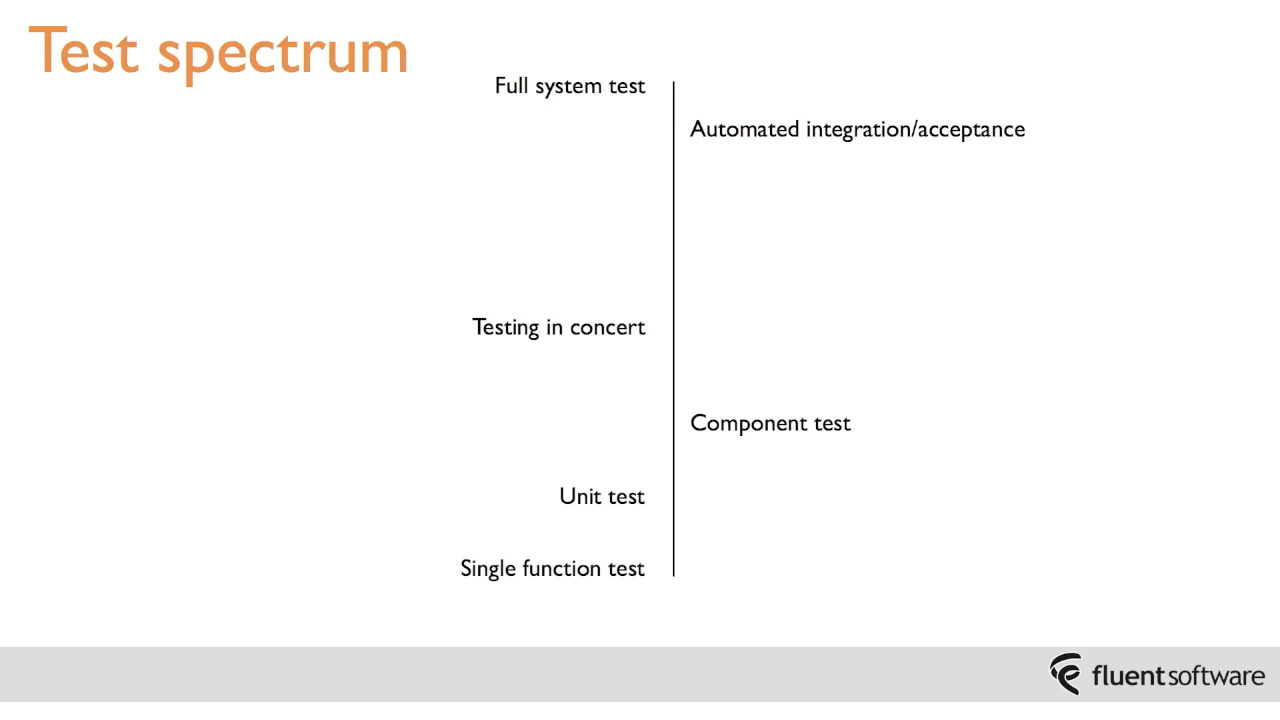 Test spectrum
Full system test
Automated integration/acceptance
Testing in concert
Component test
Unit test
Single function test
fluentsoftware